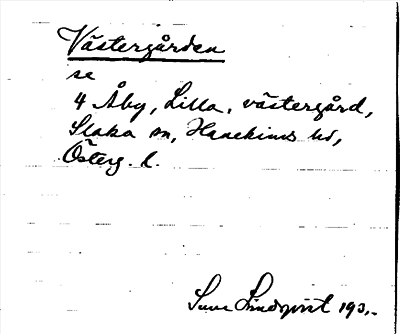 Västergården
se
4 Åby, Lilla, västergård,
Slaka sn, Hanekinds hd,
Österg. l.
Sune Lindqvist 193..